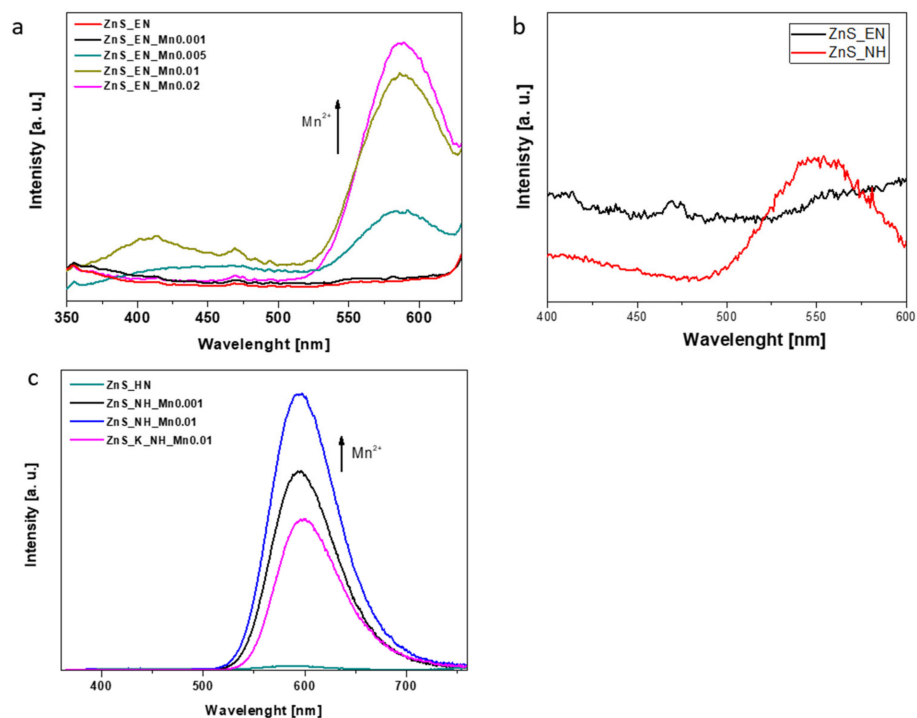 a
ZnS_EN
ZnS_EN_Mn0.001
ZnS_EN_Mn0.005
ZnS_EN_Mn0.01
ZnS_EN_Mn0.02
Mn2+
Intenisty [a. u.]
350 400 450 500 550 600
Wavelenght [nm]
b
ZnS_EN
ZnS_NH
Intenisty [a. u.]
400 450 500 550 600
Wavelenght [nm]
c
ZnS_HN
ZnS_NH_Mn0.001
ZnS_NH_Mn0.01
ZnS_K_NH_Mn0.01
Mn2+
Intensity [a. u.]
400 500 600 700
Wavelenght [nm]